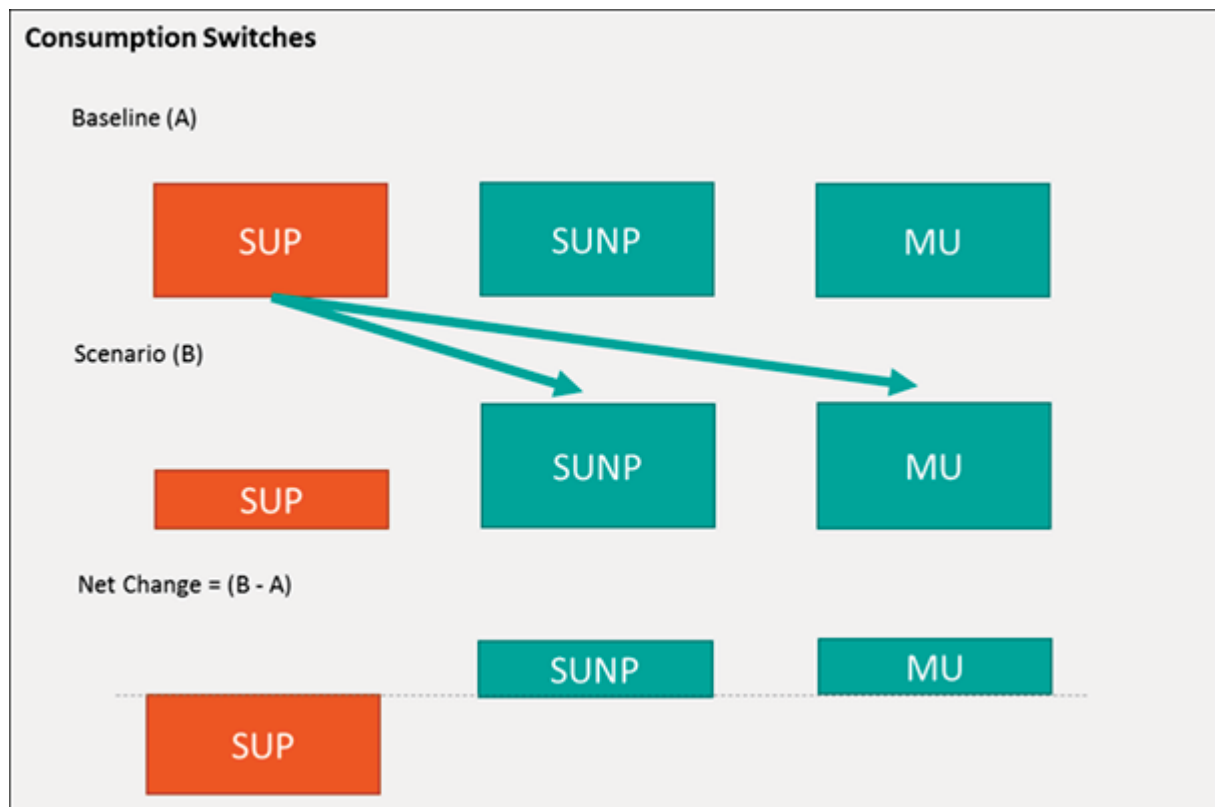 Consumption Switches
Baseline (A)
SUP
SUNP
MU
Scenario (B)
SUP
SUNP
MU
Net Change = (B - A)
SUNP
MU
SUP